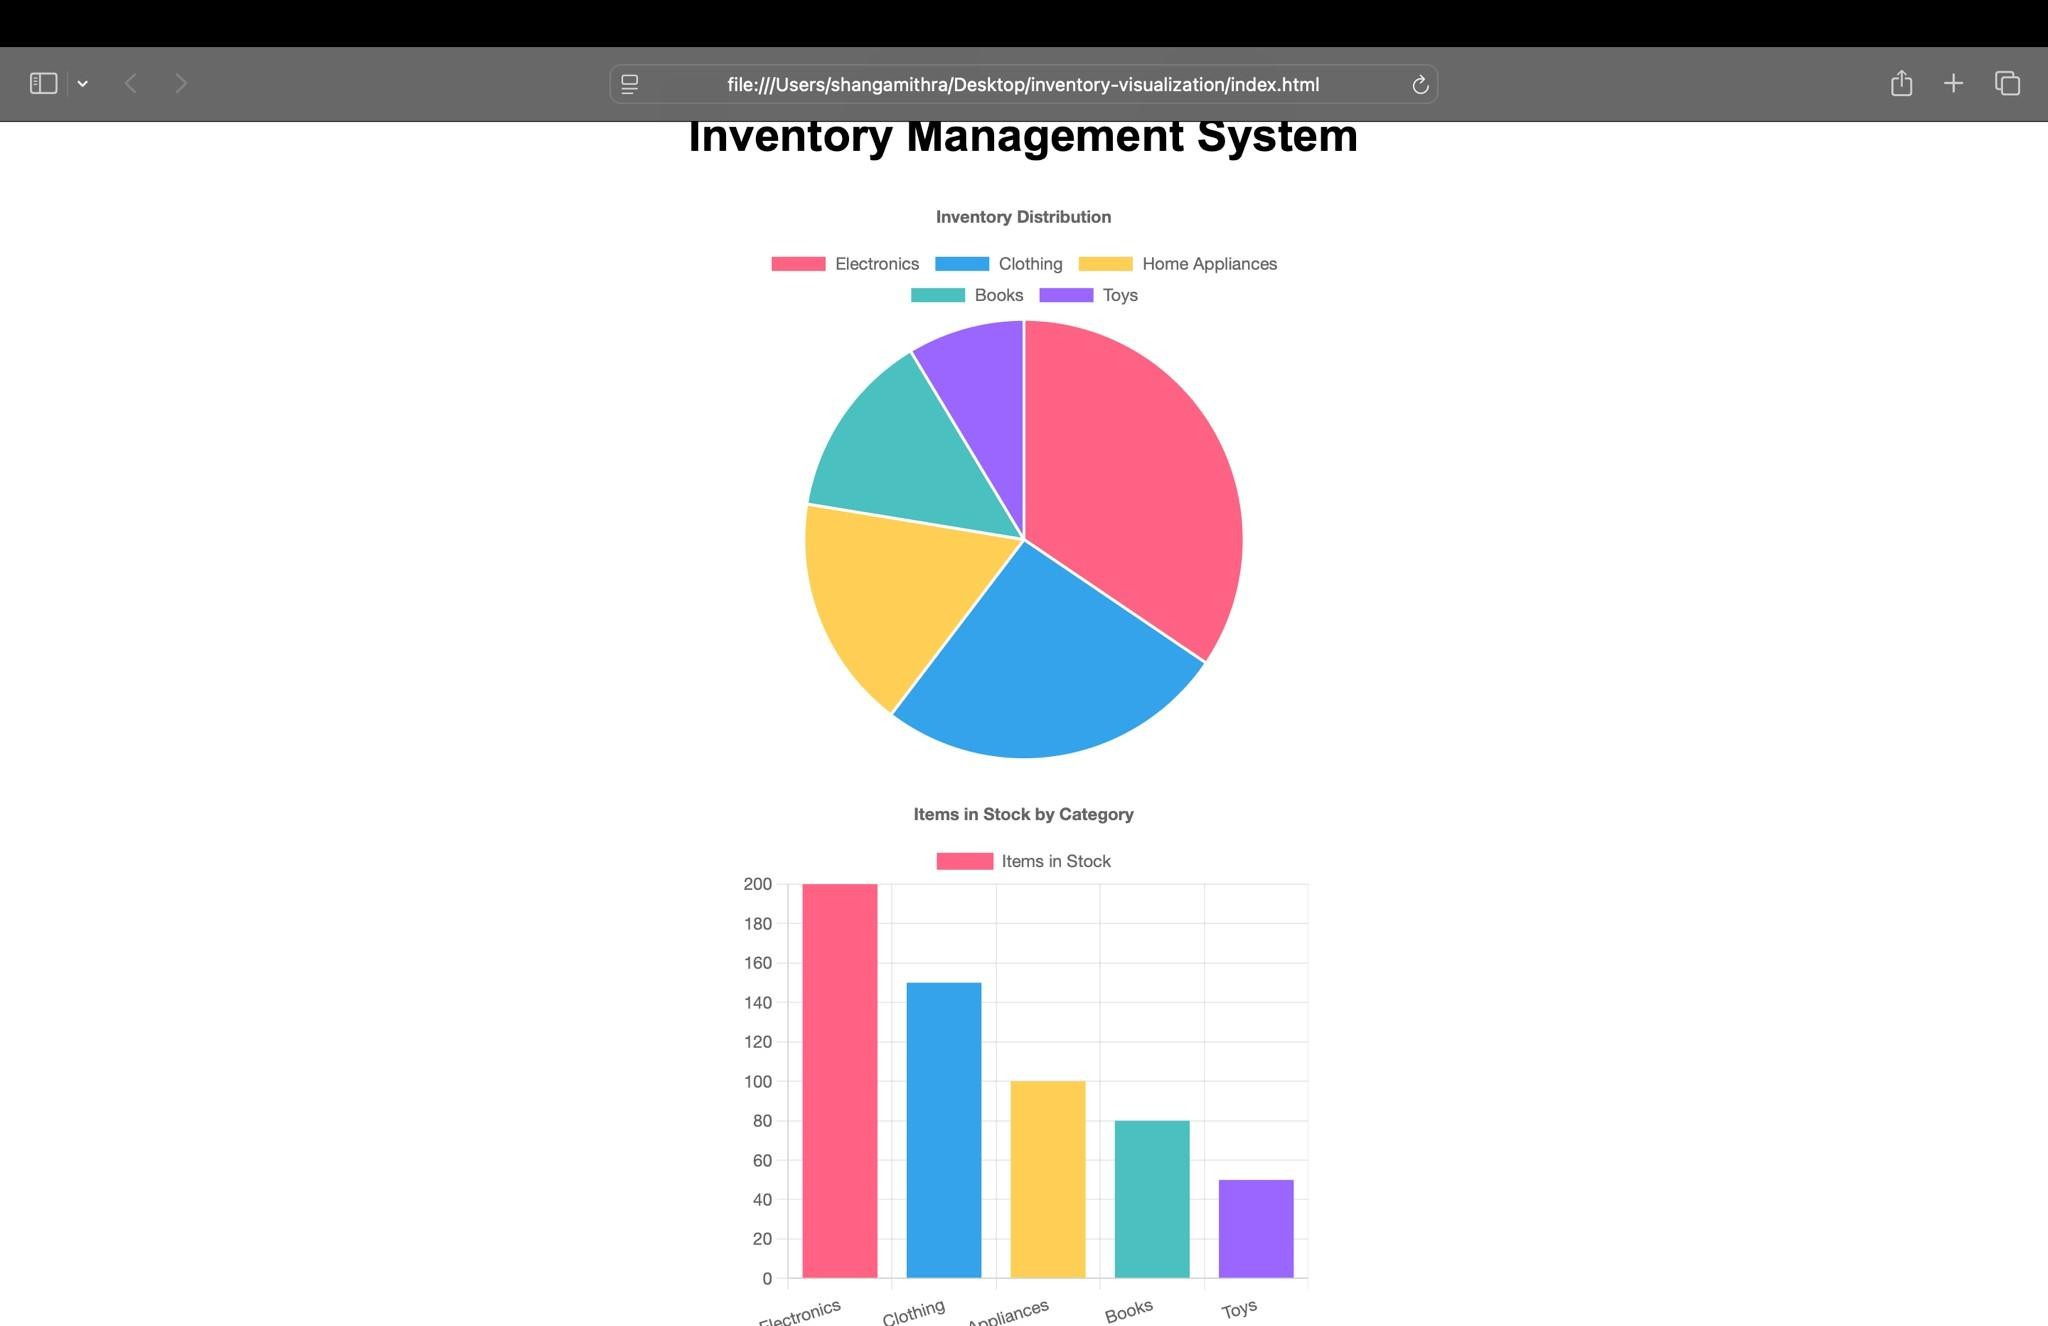 file:///Users/shangamithra/Desktop/inventory-visualization/index.html
Inventory Management System
Inventory Distribution
Electronics Clothing Home Appliances
Books Toys
Items in Stock by Category
Items in Stock
200
180
160
140
120
100
80
60
40
20
0
Electronics Clothing Appliances Books Toys